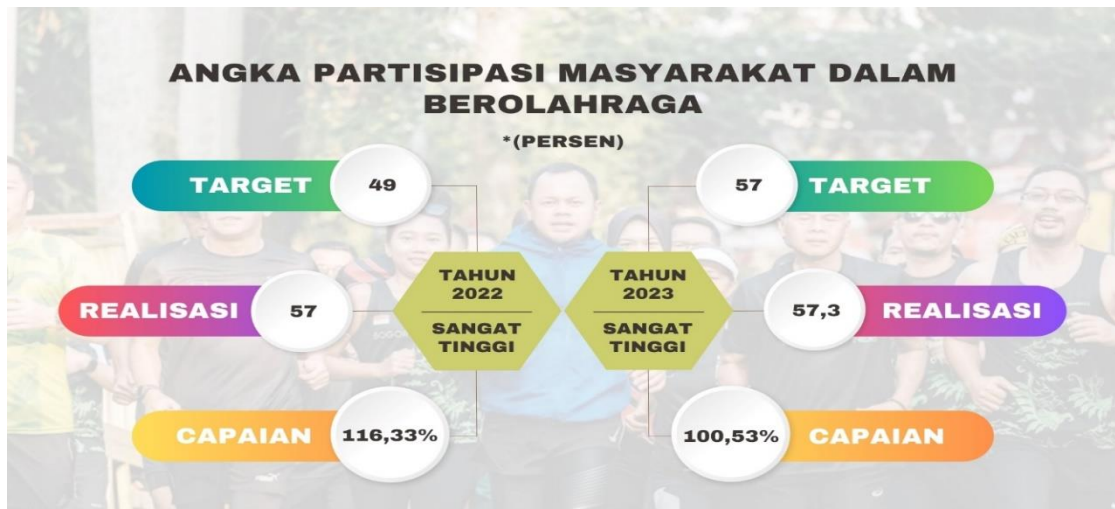 ANGKA PARTISIPASI MASYARAKAT DALAM
BEROLAHRAGA
*(PERSEN)
TARGET 49
REALISASI 57
CAPAIAN 116,33%
TAHUN
2022
SANGAT
TINGGI
TAHUN
2023
SANGAT
TINGGI
57 TARGET
57,3 REALISASI
100,53% CAPAIAN